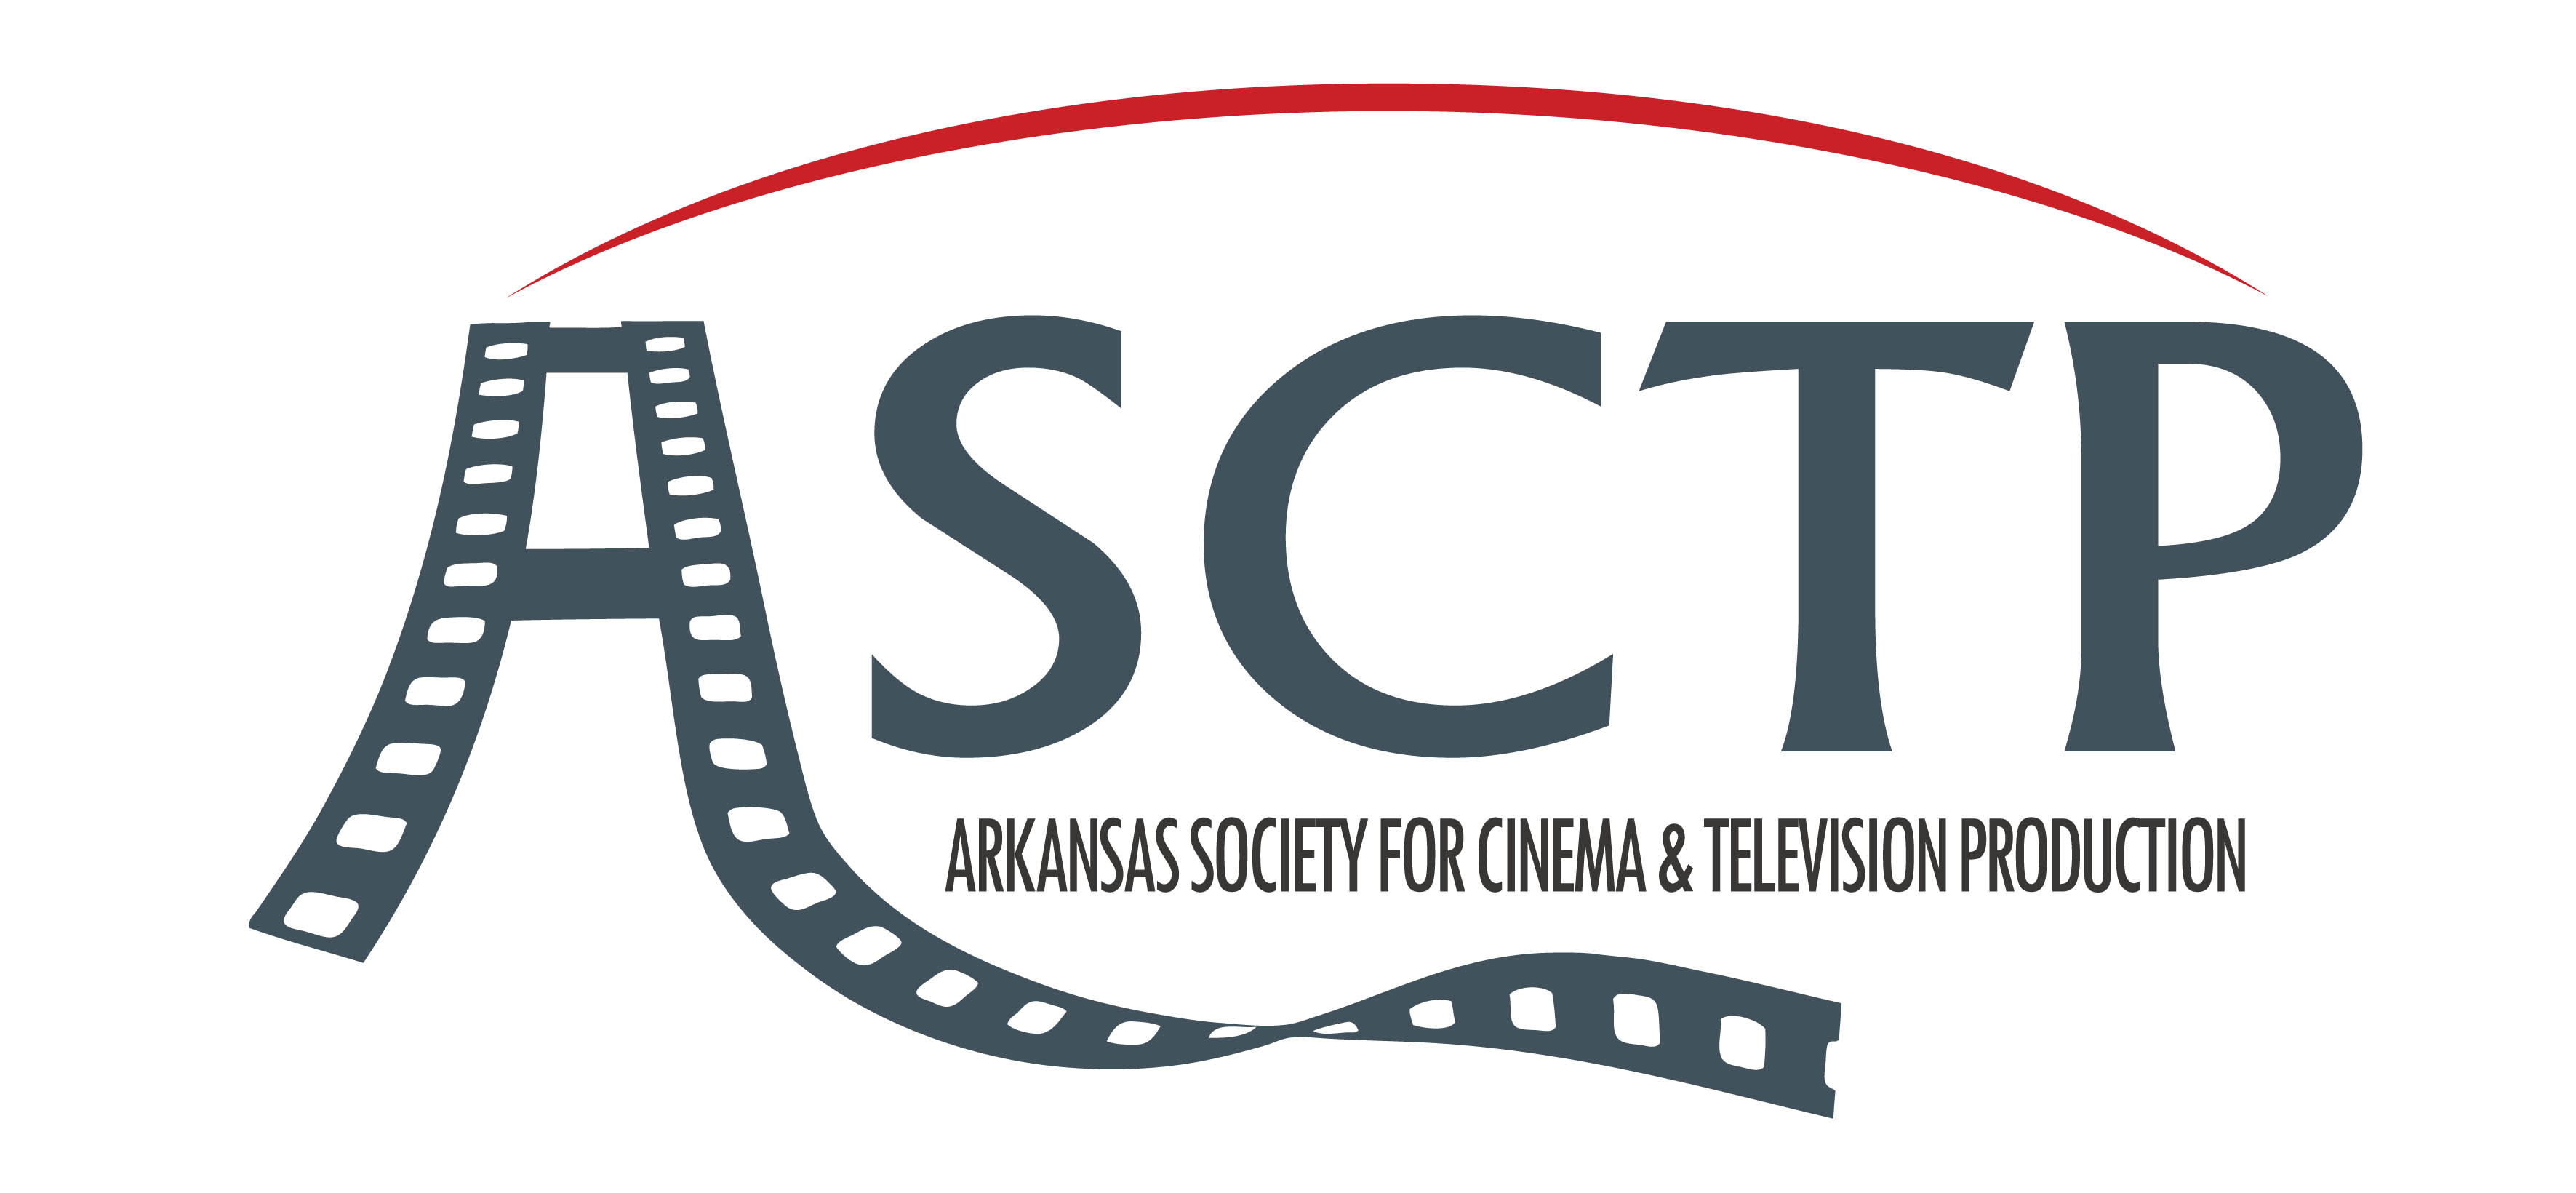 ASCTP
ARKANSAS SOCIETY FOR CINEMA & TELEVISION PRODUCTION